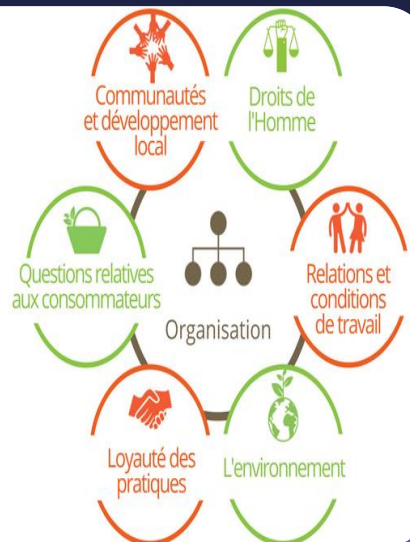 Communautés
et développement
local
Droits de
l'Homme
Questions relatives
aux consommateurs
Organisation
Relations et
conditions
de travail
Loyauté des
pratiques
L'environnement